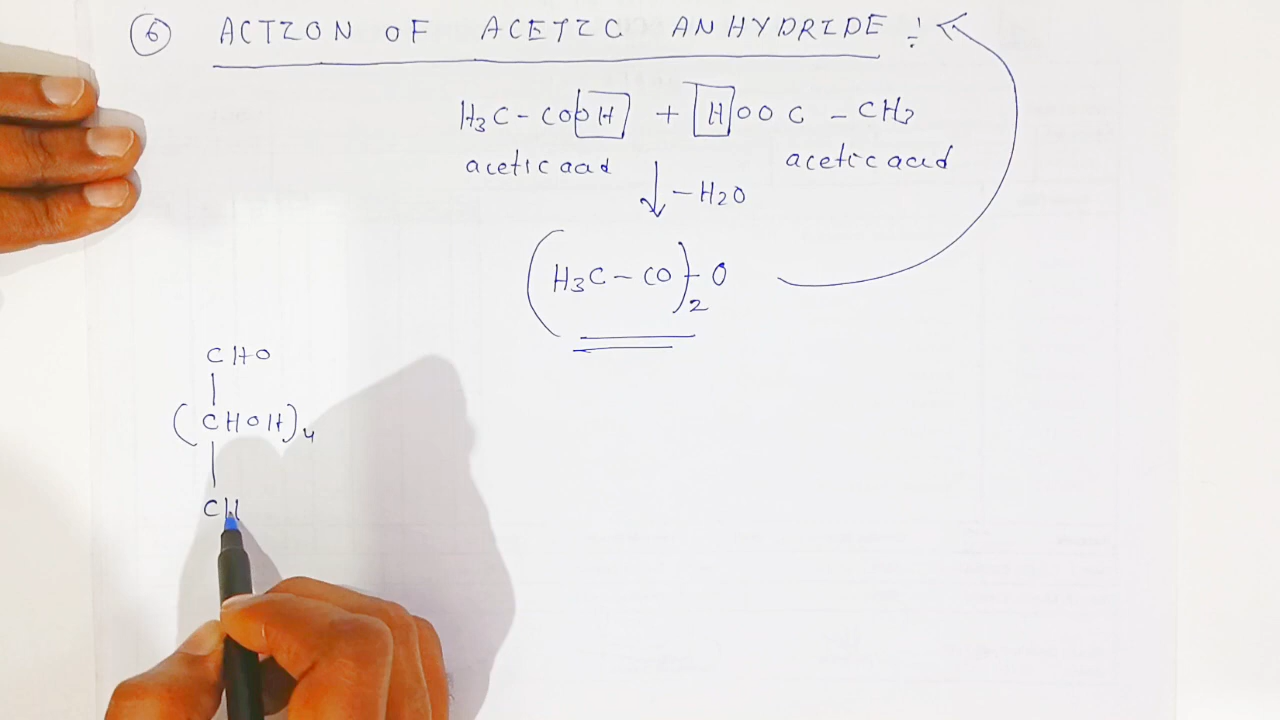 6 ACTION OF ACETIC ANHYDRIDE :
H3C - COOH + HOOC - CH3
acetic acid acetic acid
- H2O
(H3C - CO)2 - O
CHO
(CHOH)4
CH